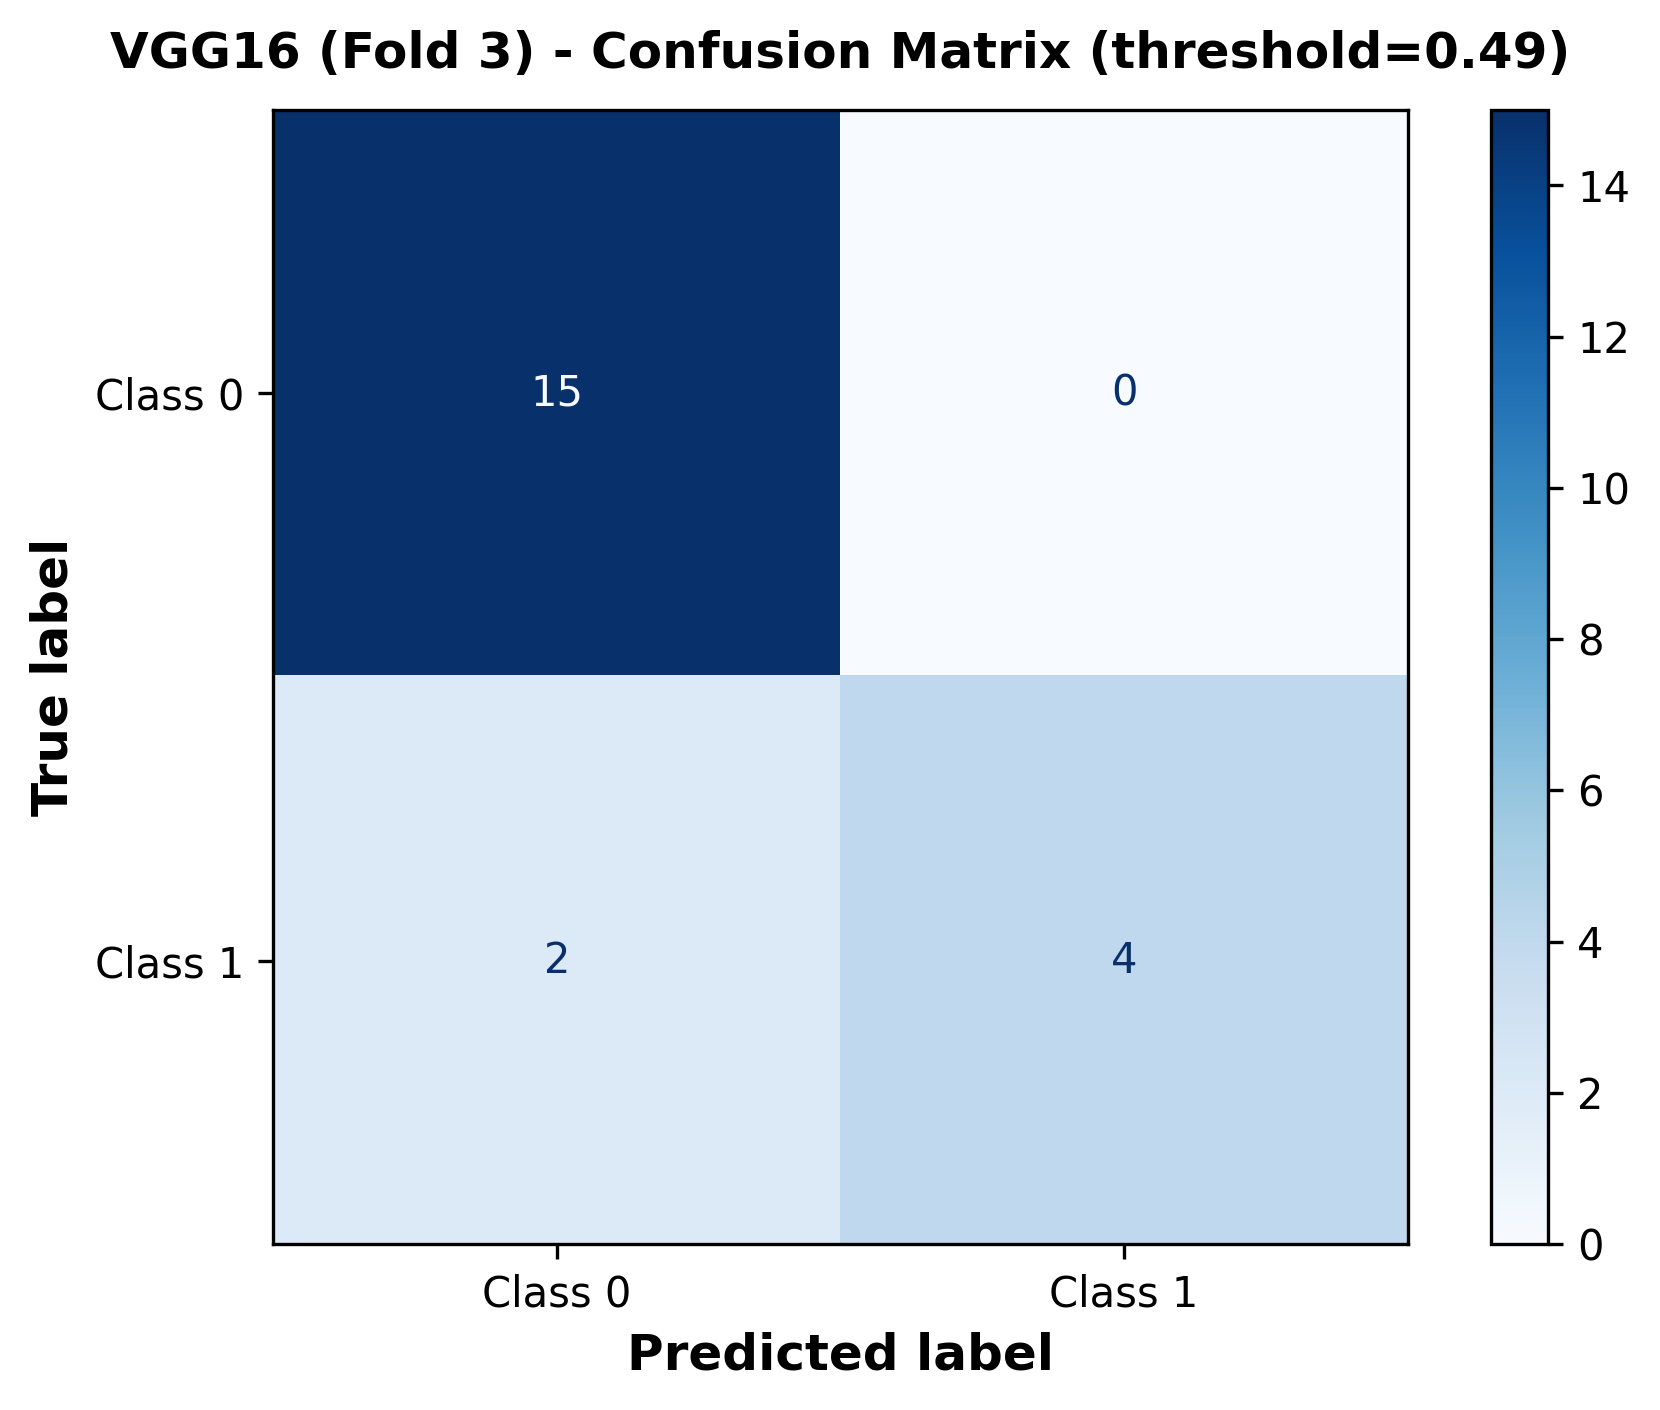 VGG16 (Fold 3) - Confusion Matrix (threshold=0.49)
True label
Class 0
15
0
Class 1
2
4
Class 0
Class 1
Predicted label
14
12
10
8
6
4
2
0